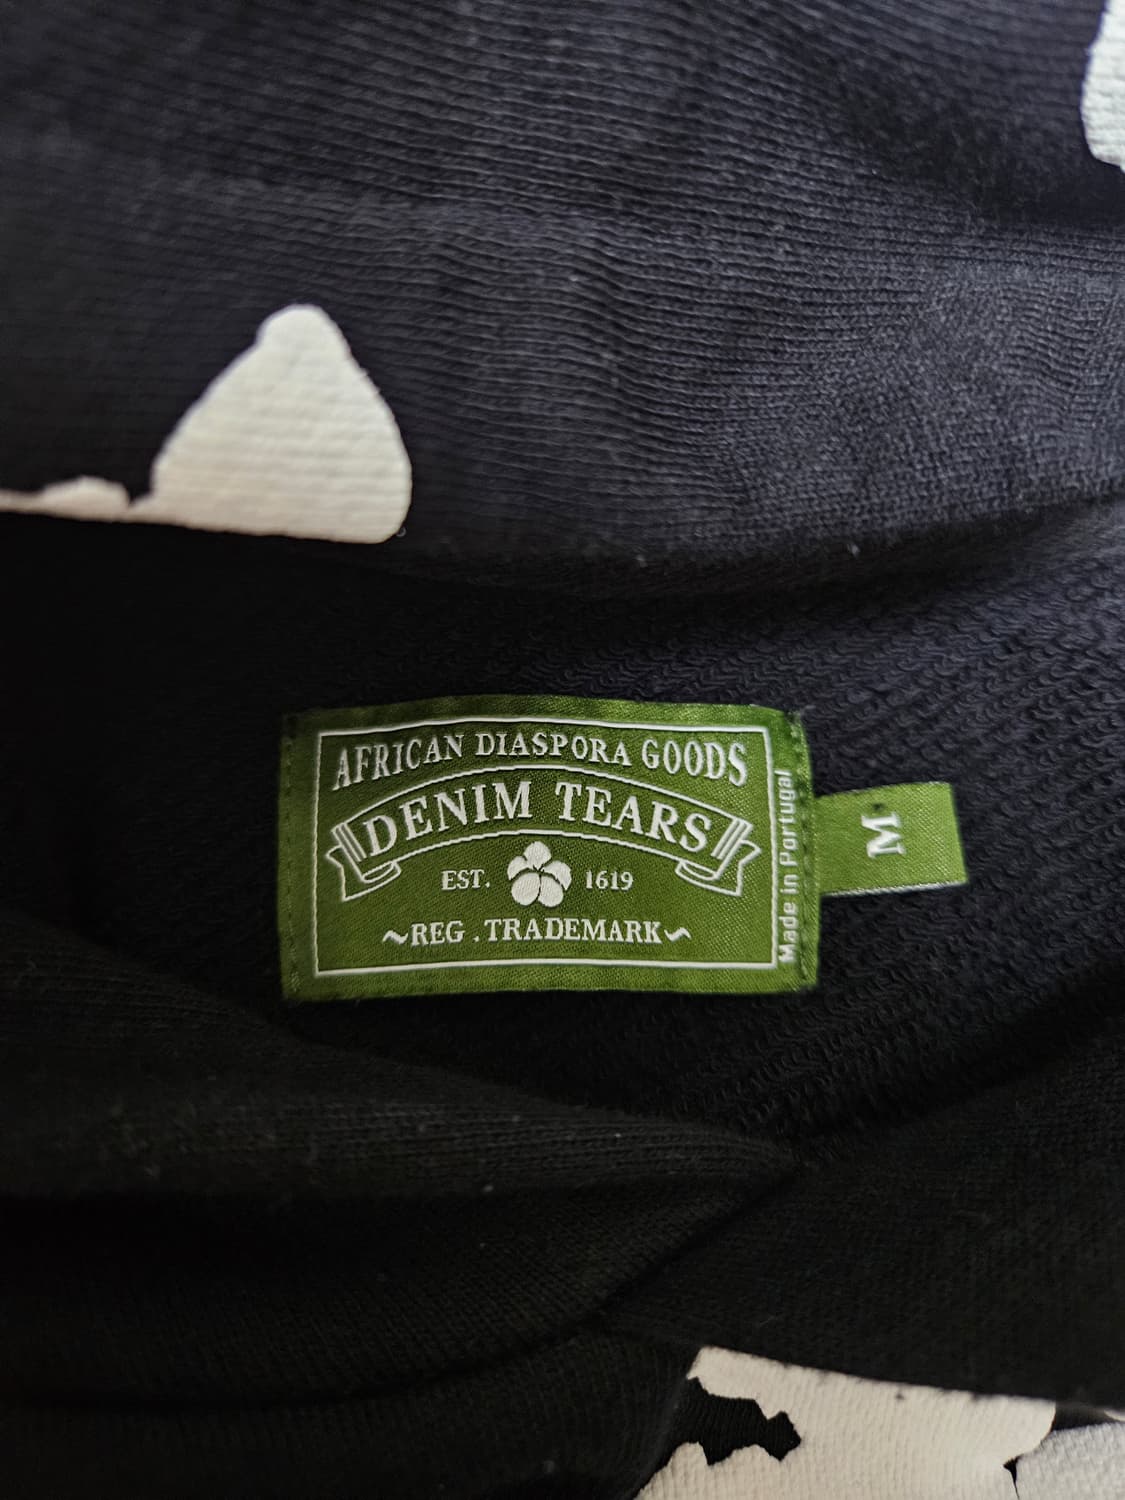 AFRICAN DIASPORA GOODS
DENIM TEARS
EST. 1619
~REG . TRADEMARK~
Made in Portugal
M